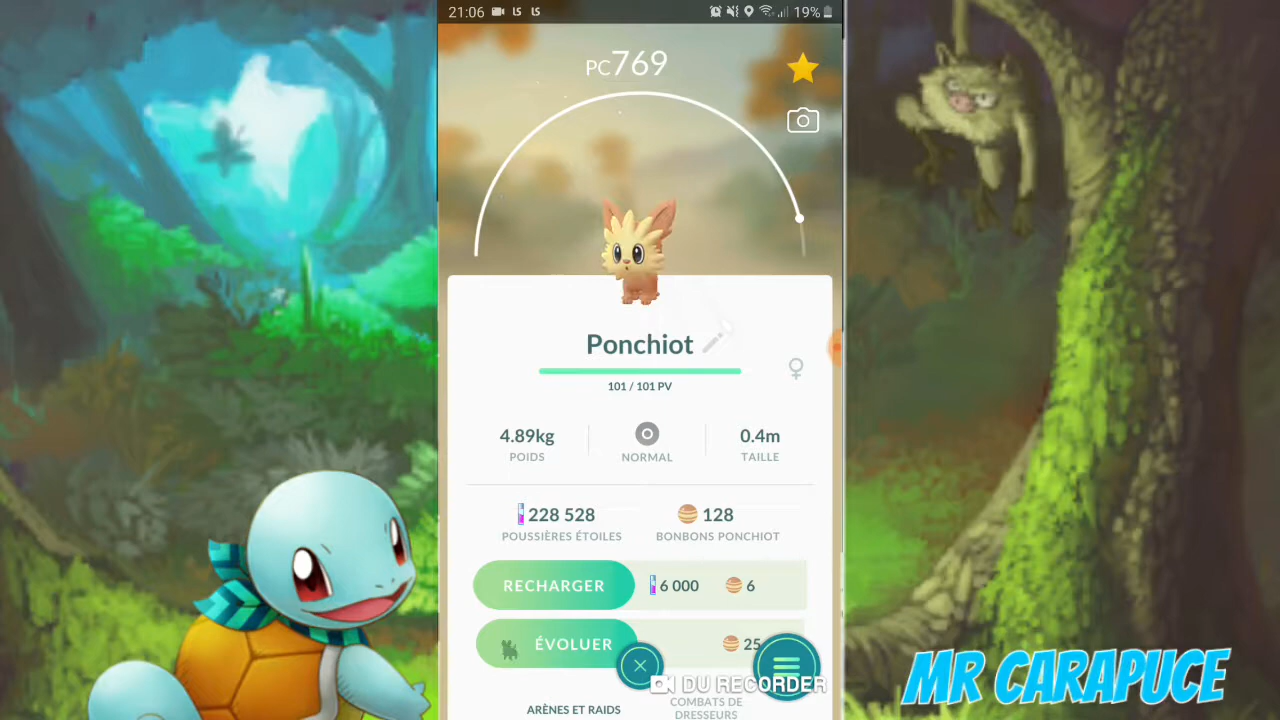 21:06
19%
PC769
Ponchiot
101 / 101 PV
4.89kg
POIDS
NORMAL
0.4m
TAILLE
228 528
POUSSIÈRES ÉTOILES
128
BONBONS PONCHIOT
RECHARGER
6 000
6
ÉVOLUER
25
DU RECORDER
ARÈNES ET RAIDS
COMBATS DE
DRESSEURS
MR CARAPUCE